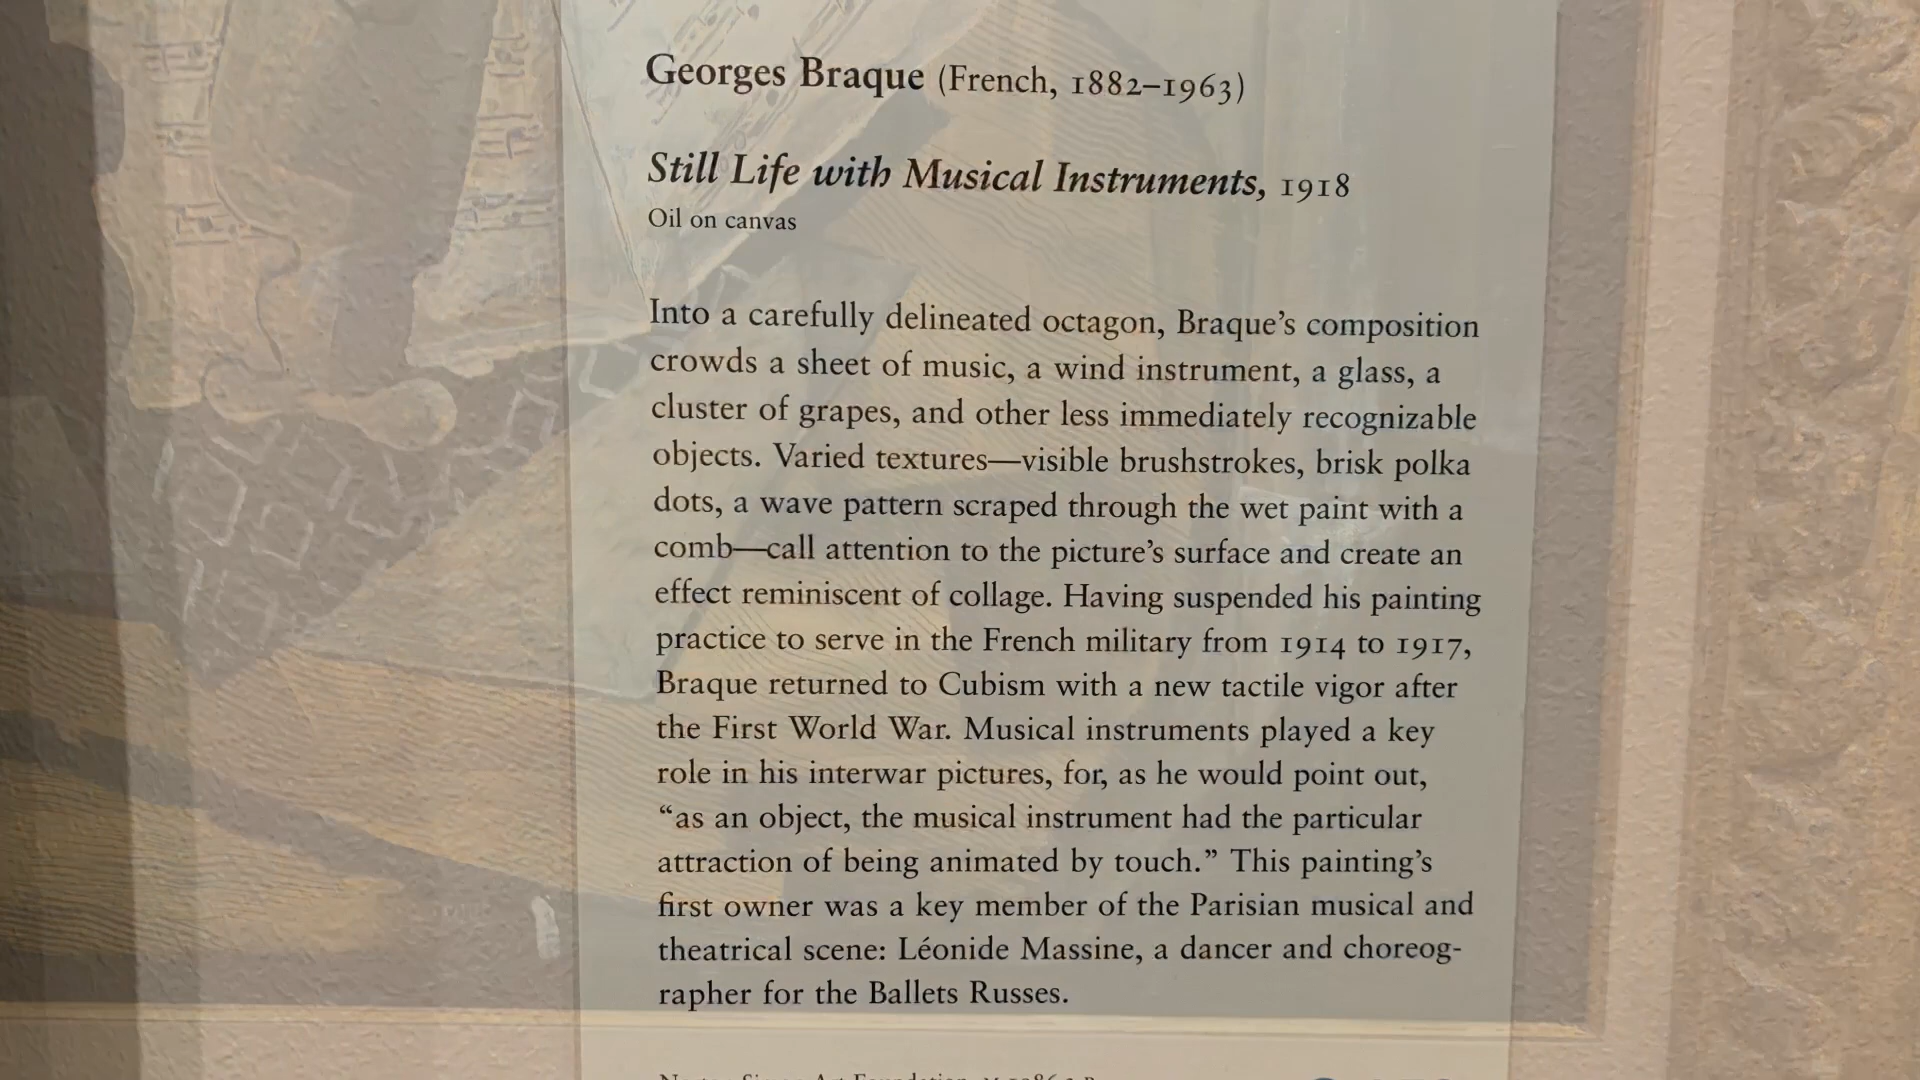 Georges Braque (French, 1882–1963)
Still Life with Musical Instruments, 1918
Oil on canvas
Into a carefully delineated octagon, Braque’s composition
crowds a sheet of music, a wind instrument, a glass, a
cluster of grapes, and other less immediately recognizable
objects. Varied textures—visible brushstrokes, brisk polka
dots, a wave pattern scraped through the wet paint with a
comb—call attention to the picture’s surface and create an
effect reminiscent of collage. Having suspended his painting
practice to serve in the French military from 1914 to 1917,
Braque returned to Cubism with a new tactile vigor after
the First World War. Musical instruments played a key
role in his interwar pictures, for, as he would point out,
“as an object, the musical instrument had the particular
attraction of being animated by touch.” This painting’s
first owner was a key member of the Parisian musical and
theatrical scene: Léonide Massine, a dancer and choreog-
rapher for the Ballets Russes.